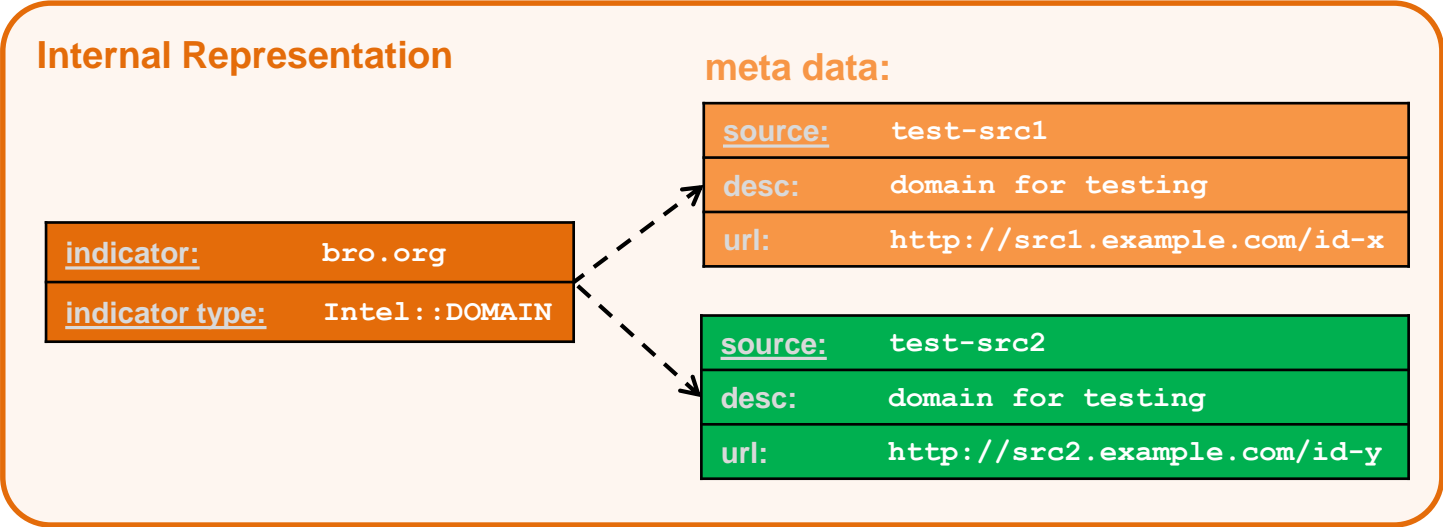 Internal Representation
meta data:
source: test-src1
desc: domain for testing
url: http://src1.example.com/id-x
indicator: bro.org
indicator type: Intel::DOMAIN
source: test-src2
desc: domain for testing
url: http://src2.example.com/id-y